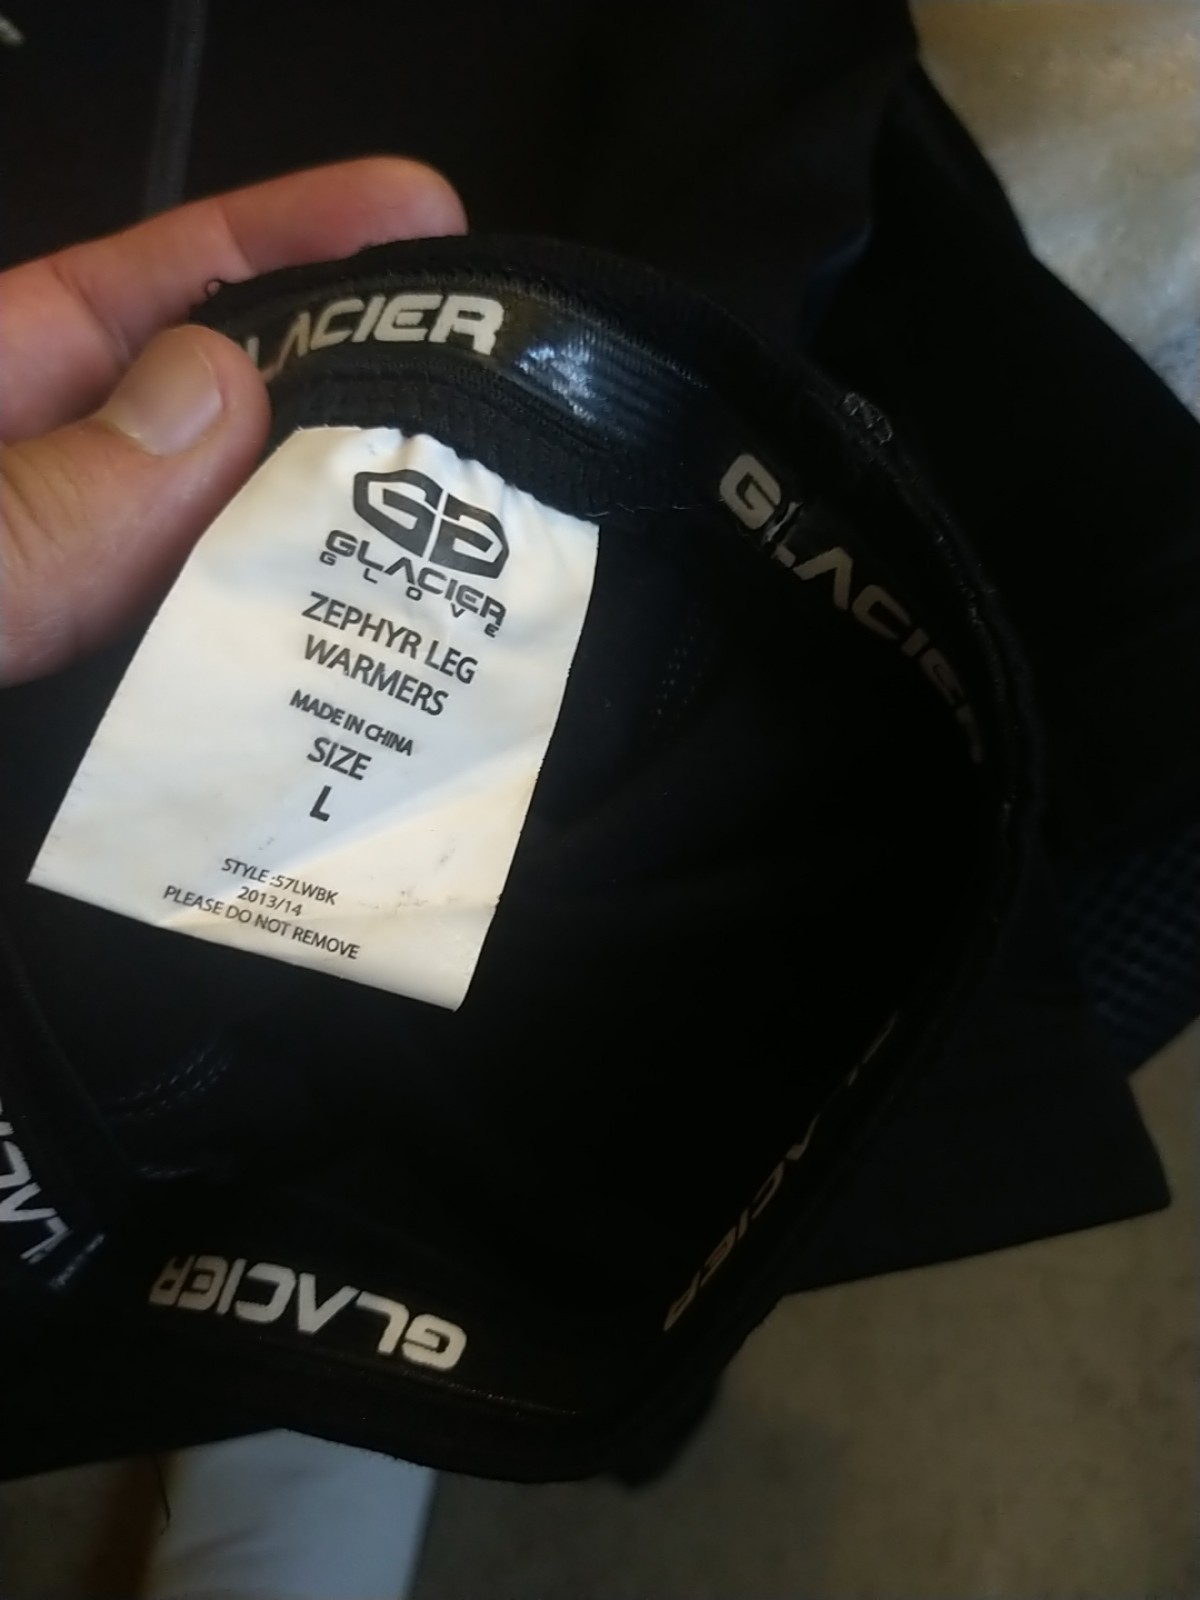 GLACIER
GLACIER
GLACIER
GLOVE
ZEPHYR LEG
WARMERS
MADE IN CHINA
SIZE
L
STYLE :57LWBK
2013/14
PLEASE DO NOT REMOVE
GLACIER